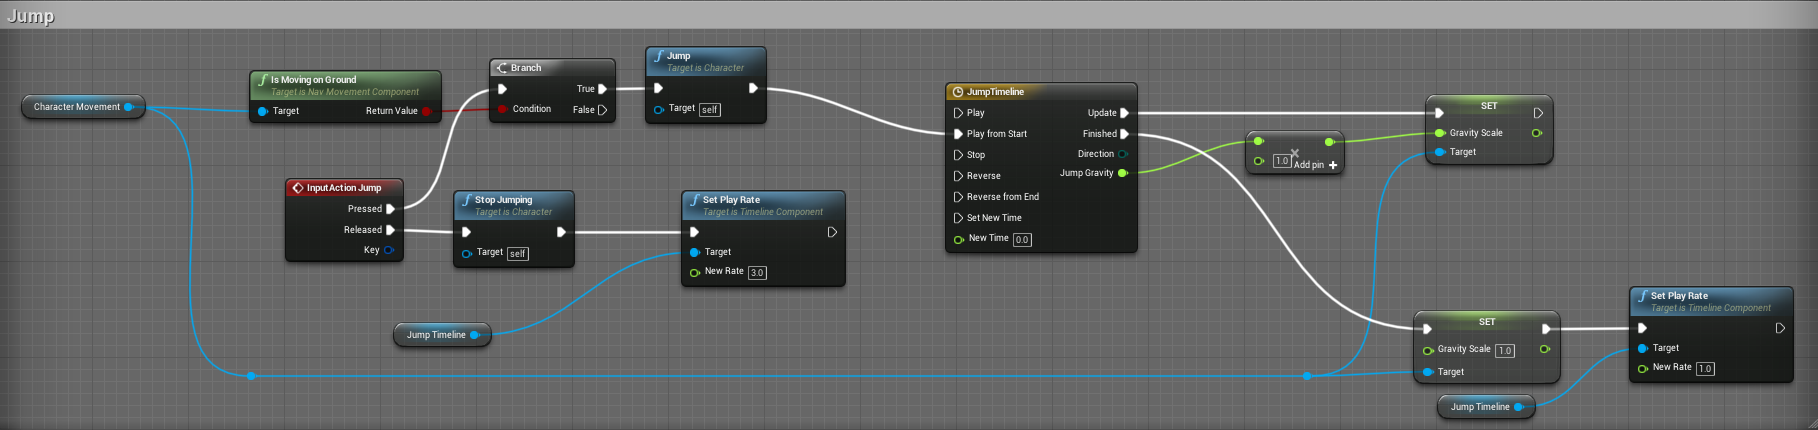 Jump
Character Movement
Is Moving on Ground
Target is Nav Movement Component
Target
Return Value
Branch
True
Condition
False
Jump
Target is Character
Target
self
InputAction Jump
Pressed
Released
Key
Stop Jumping
Target is Character
Target
self
Set Play Rate
Target is Timeline Component
Target
New Rate
3.0
Jump Timeline
JumpTimeline
Play
Update
Play from Start
Finished
Stop
Direction
Reverse
Jump Gravity
Reverse from End
Set New Time
New Time
0.0
1.0
Add pin
SET
Gravity Scale
Target
SET
Gravity Scale
1.0
Target
Set Play Rate
Target is Timeline Component
Target
New Rate
1.0
Jump Timeline